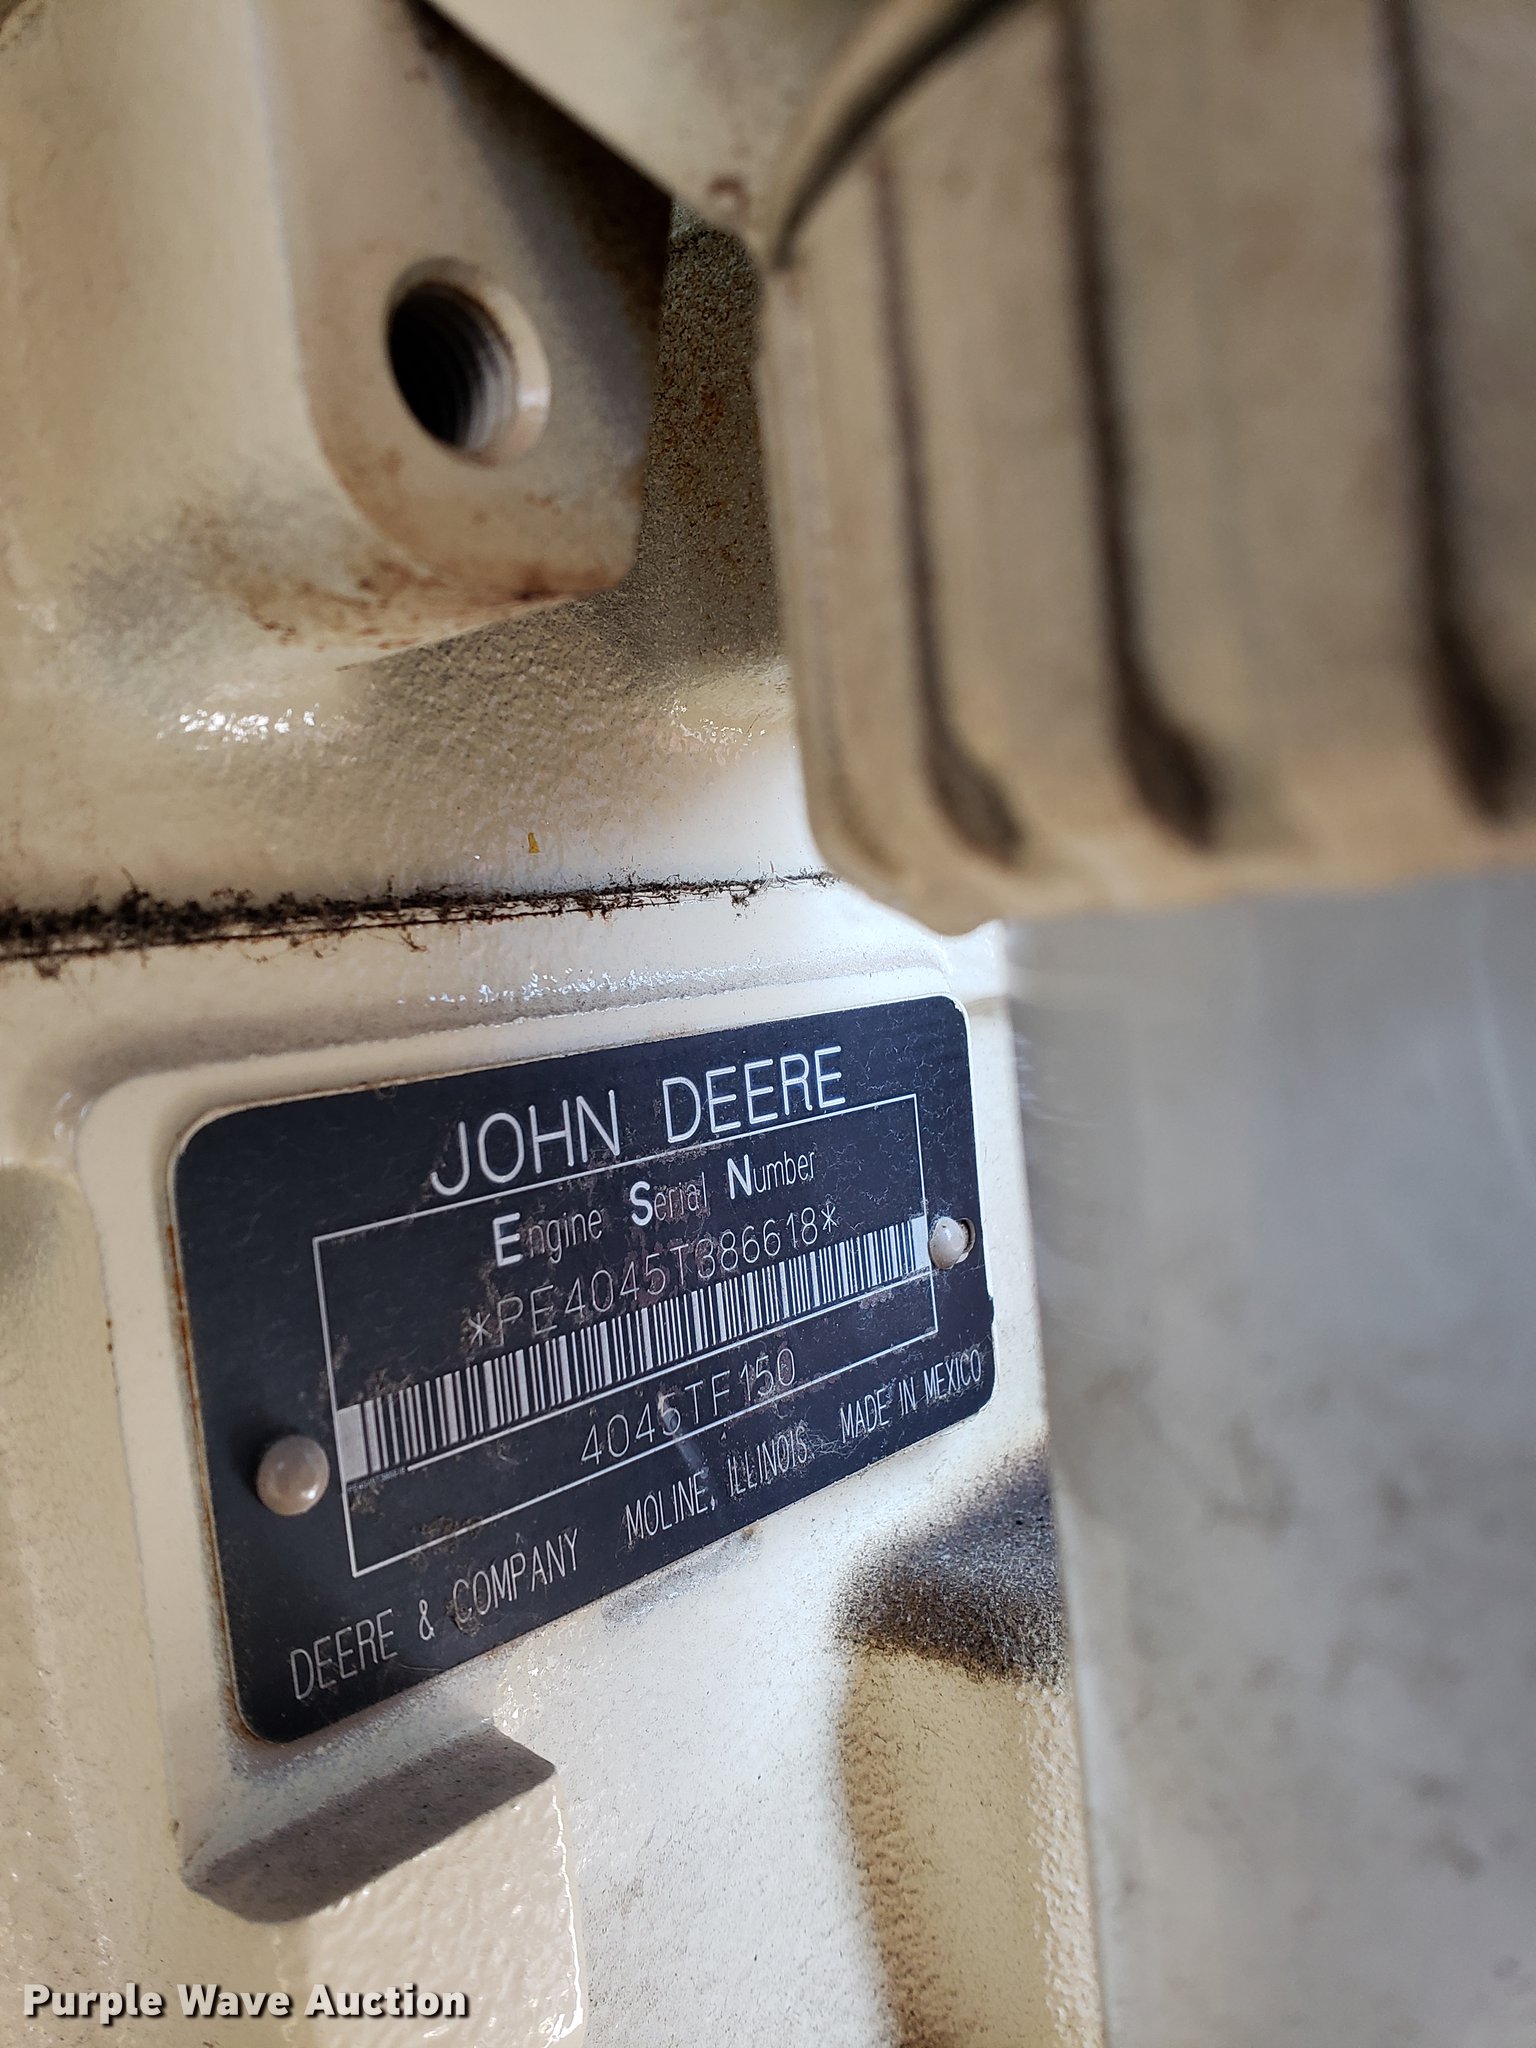 JOHN DEERE
Engine Serial Number
*PE4045T386618*
4045TF150
DEERE & COMPANY MOLINE, ILLINOIS. MADE IN MEXICO
Purple Wave Auction